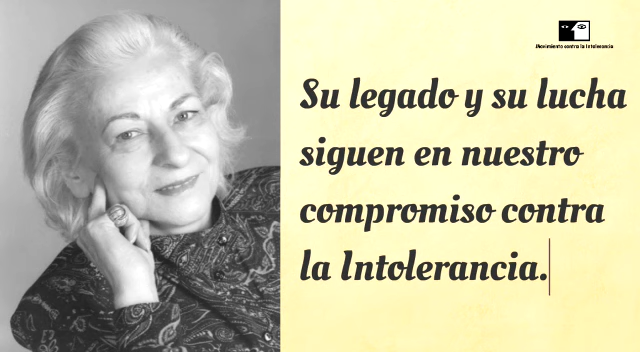 Movimiento contra la Intolerancia
Su legado y su lucha
siguen en nuestro
compromiso contra
la Intolerancia.